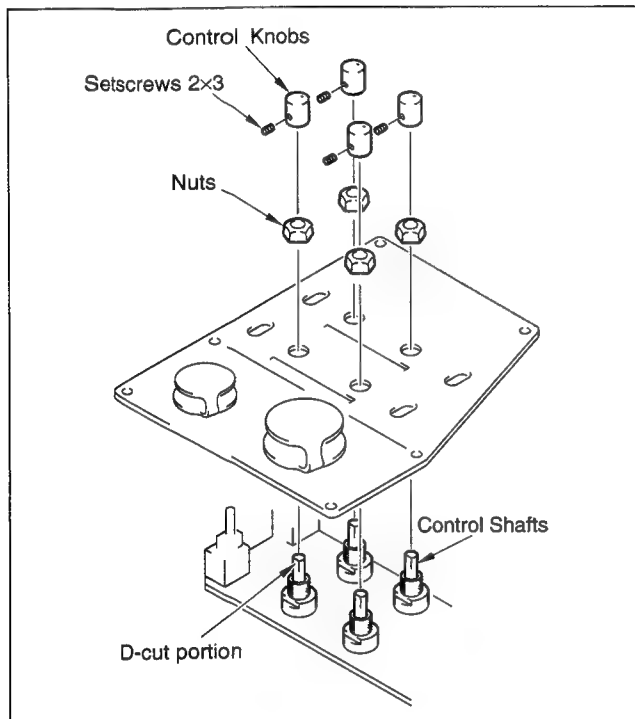 Control Knobs
Setscrews 2×3
Nuts
Control Shafts
D-cut portion